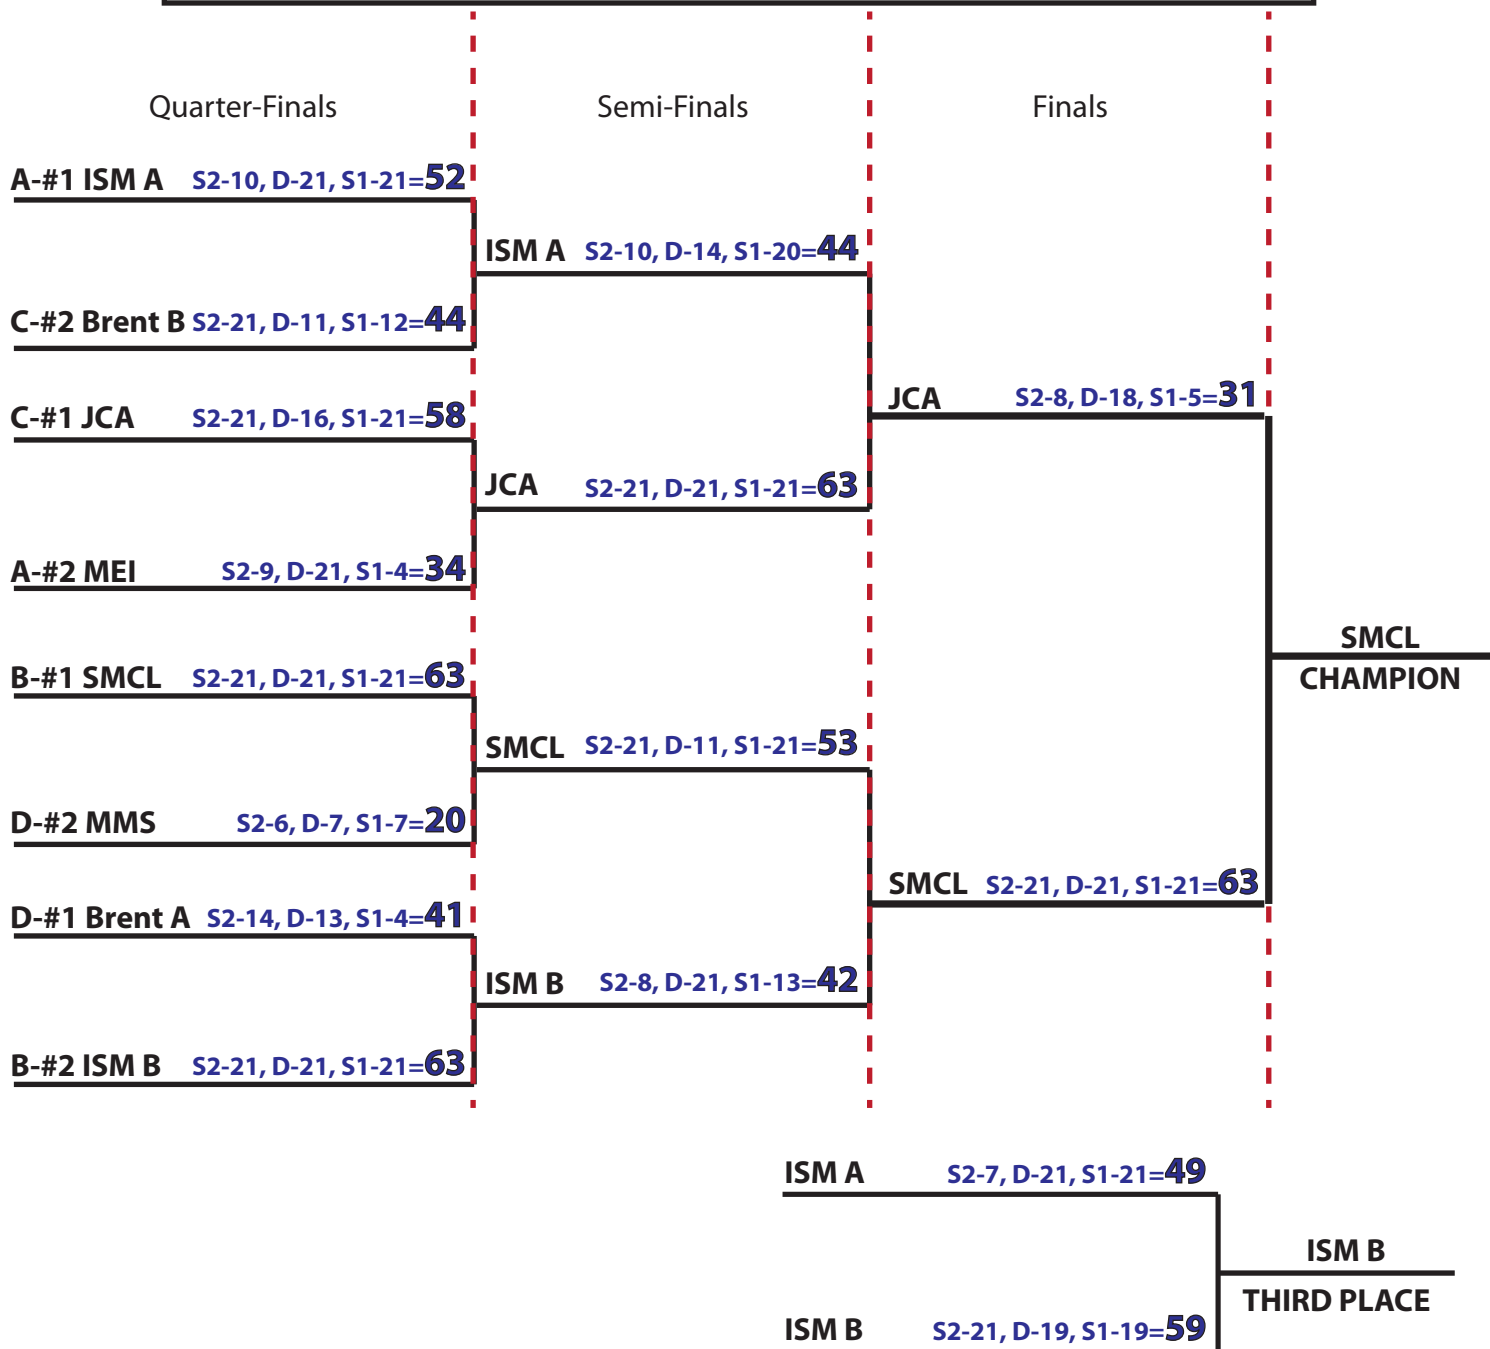 Quarter-Finals
Semi-Finals
Finals
A-#1 ISM A S2-10, D-21, S1-21=52
ISM A S2-10, D-14, S1-20=44
C-#2 Brent B S2-21, D-11, S1-12=44
JCA S2-8, D-18, S1-5=31
C-#1 JCA S2-21, D-16, S1-21=58
JCA S2-21, D-21, S1-21=63
A-#2 MEI S2-9, D-21, S1-4=34
SMCL
CHAMPION
B-#1 SMCL S2-21, D-21, S1-21=63
SMCL S2-21, D-11, S1-21=53
D-#2 MMS S2-6, D-7, S1-7=20
SMCL S2-21, D-21, S1-21=63
D-#1 Brent A S2-14, D-13, S1-4=41
ISM B S2-8, D-21, S1-13=42
B-#2 ISM B S2-21, D-21, S1-21=63
ISM A S2-7, D-21, S1-21=49
ISM B
THIRD PLACE
ISM B S2-21, D-19, S1-19=59